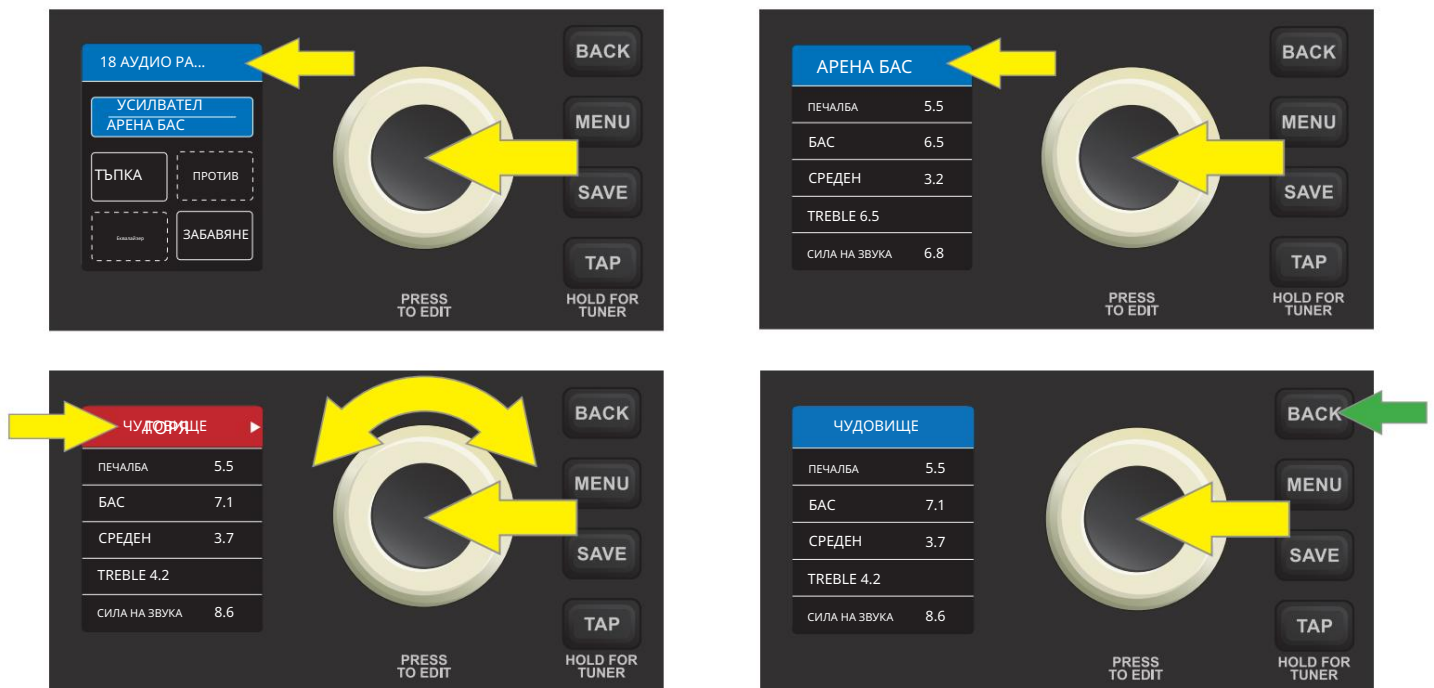 18 АУДИО РА...
УСИЛВАТЕЛ
АРЕНА БАС
ТЪПКА
ПРОТИВ
Еквалайзер
ЗАБАВЯНЕ
BACK
MENU
SAVE
TAP
PRESS
TO EDIT
HOLD FOR
TUNER
АРЕНА БАС
ПЕЧАЛБА 5.5
БАС 6.5
СРЕДЕН 3.2
TREBLE 6.5
СИЛА НА ЗВУКА 6.8
BACK
MENU
SAVE
TAP
PRESS
TO EDIT
HOLD FOR
TUNER
ЧУДОВИЩЕ
ПЕЧАЛБА 5.5
БАС 7.1
СРЕДЕН 3.7
TREBLE 4.2
СИЛА НА ЗВУКА 8.6
BACK
MENU
SAVE
TAP
PRESS
TO EDIT
HOLD FOR
TUNER
ЧУДОВИЩЕ
ПЕЧАЛБА 5.5
БАС 7.1
СРЕДЕН 3.7
TREBLE 4.2
СИЛА НА ЗВУКА 8.6
BACK
MENU
SAVE
TAP
PRESS
TO EDIT
HOLD FOR
TUNER